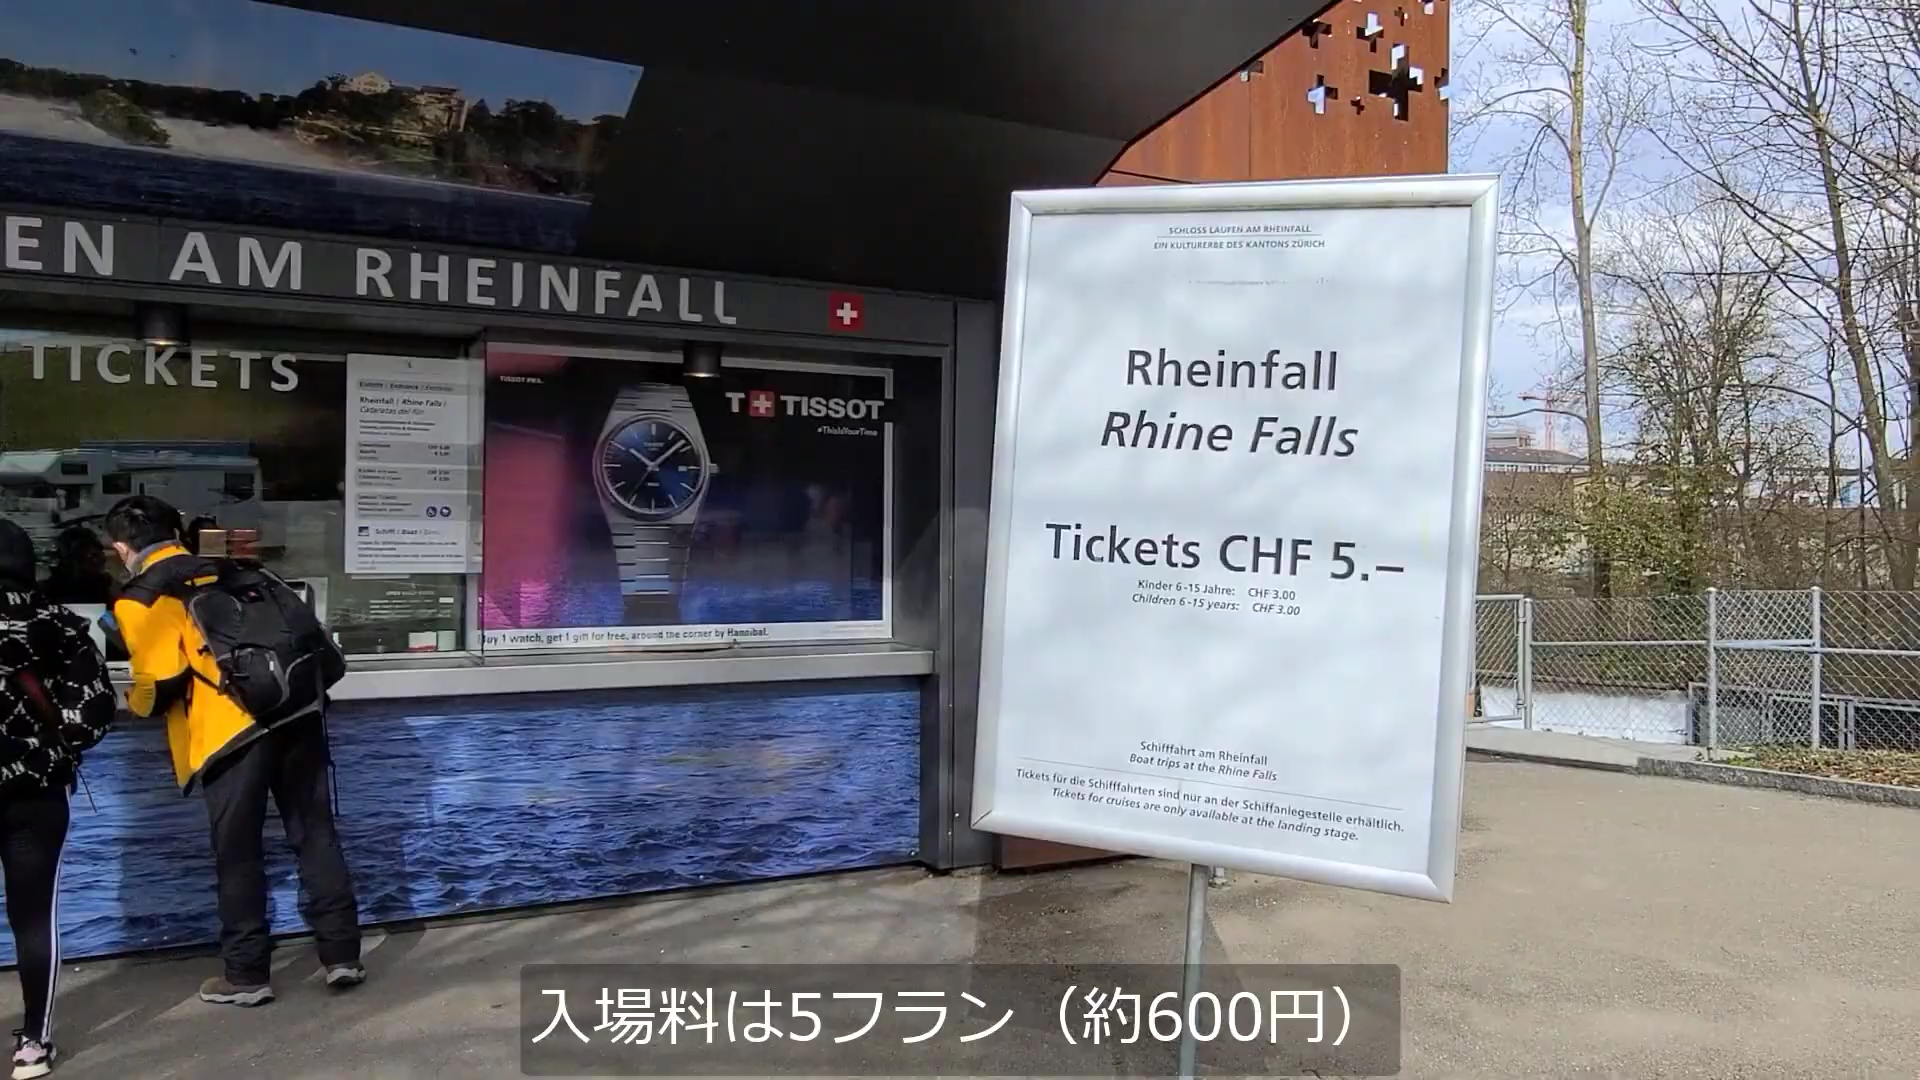 EN AM RHEINFALL
TICKETS
Rheinfall / Rhine Falls /
TISSOT PRX.
T+TISSOT
#ThisIsYourTime
Buy 1 watch, get 1 gift for free, around the corner by Hannibal.
SCHLOSS LAUFEN AM RHEINFALL
EIN KULTURERBE DES KANTONS ZÜRICH
Rheinfall
Rhine Falls
Tickets CHF 5.–
Kinder 6-15 Jahre: CHF 3.00
Children 6-15 years: CHF 3.00
Schifffahrt am Rheinfall
Boat trips at the Rhine Falls
Tickets für die Schifffahrten sind nur an der Schiffanlegestelle erhältlich.
Tickets for cruises are only available at the landing stage.
入場料は5フラン（約600円）